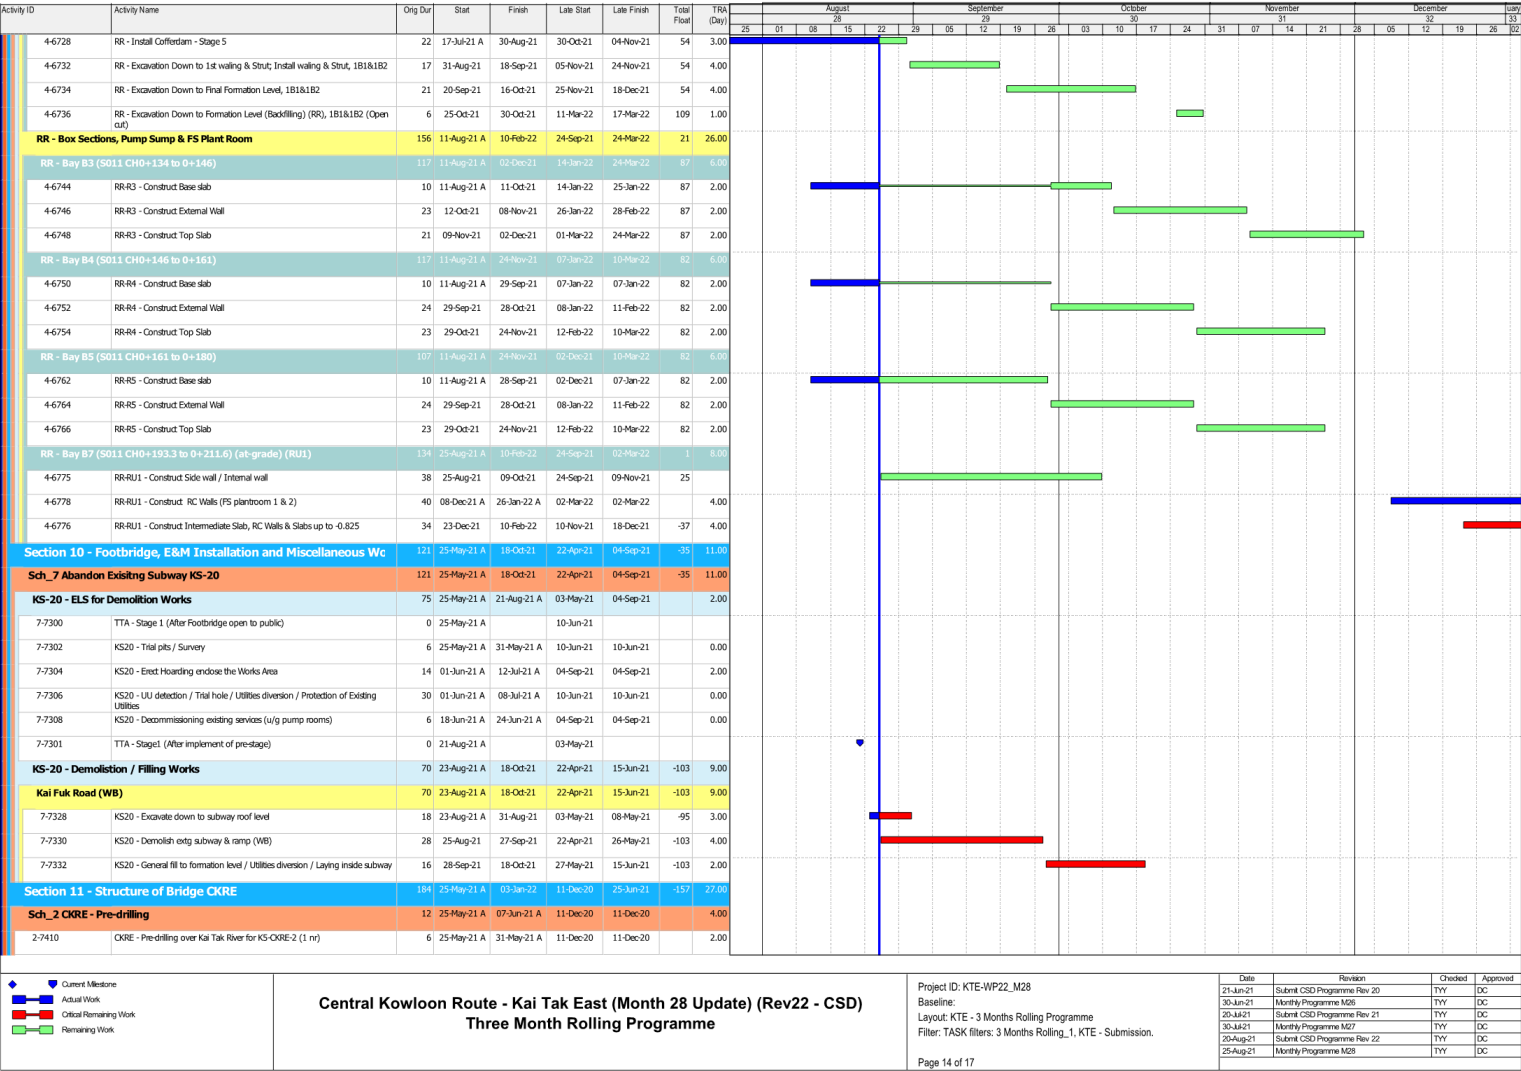 Activity ID Activity Name Orig Dur Start Finish Late Start Late Finish Total Float TRA (Day)
August September October November December uary
28 29 30 31 32 33
25 01 08 15 22 29 05 12 19 26 03 10 17 24 31 07 14 21 28 05 12 19 26 02
4-6728 RR - Install Cofferdam - Stage 5 22 17-Jul-21 A 30-Aug-21 30-Oct-21 04-Nov-21 54 3.00
4-6732 RR - Excavation Down to 1st waling & Strut; Install waling & Strut, 1B1&1B2 17 31-Aug-21 18-Sep-21 05-Nov-21 24-Nov-21 54 4.00
4-6734 RR - Excavation Down to Final Formation Level, 1B1&1B2 21 20-Sep-21 16-Oct-21 25-Nov-21 18-Dec-21 54 4.00
4-6736 RR - Excavation Down to Formation Level (Backfilling) (RR), 1B1&1B2 (Open cut) 6 25-Oct-21 30-Oct-21 11-Mar-22 17-Mar-22 109 1.00
RR - Box Sections, Pump Sump & FS Plant Room 156 11-Aug-21 A 10-Feb-22 24-Sep-21 24-Mar-22 21 26.00
RR - Bay B3 (S011 CH0+134 to 0+146) 117 11-Aug-21 A 02-Dec-21 14-Jan-22 24-Mar-22 87 6.00
4-6744 RR-R3 - Construct Base slab 10 11-Aug-21 A 11-Oct-21 14-Jan-22 25-Jan-22 87 2.00
4-6746 RR-R3 - Construct External Wall 23 12-Oct-21 08-Nov-21 26-Jan-22 28-Feb-22 87 2.00
4-6748 RR-R3 - Construct Top Slab 21 09-Nov-21 02-Dec-21 01-Mar-22 24-Mar-22 87 2.00
RR - Bay B4 (S011 CH0+146 to 0+161) 117 11-Aug-21 A 24-Nov-21 07-Jan-22 10-Mar-22 82 6.00
4-6750 RR-R4 - Construct Base slab 10 11-Aug-21 A 29-Sep-21 07-Jan-22 07-Jan-22 82 2.00
4-6752 RR-R4 - Construct External Wall 24 29-Sep-21 28-Oct-21 08-Jan-22 11-Feb-22 82 2.00
4-6754 RR-R4 - Construct Top Slab 23 29-Oct-21 24-Nov-21 12-Feb-22 10-Mar-22 82 2.00
RR - Bay B5 (S011 CH0+161 to 0+180) 107 11-Aug-21 A 24-Nov-21 02-Dec-21 10-Mar-22 82 6.00
4-6762 RR-R5 - Construct Base slab 10 11-Aug-21 A 28-Sep-21 02-Dec-21 07-Jan-22 82 2.00
4-6764 RR-R5 - Construct External Wall 24 29-Sep-21 28-Oct-21 08-Jan-22 11-Feb-22 82 2.00
4-6766 RR-R5 - Construct Top Slab 23 29-Oct-21 24-Nov-21 12-Feb-22 10-Mar-22 82 2.00
RR - Bay B7 (S011 CH0+193.3 to 0+211.6) (at-grade) (RU1) 134 25-Aug-21 A 10-Feb-22 24-Sep-21 02-Mar-22 1 8.00
4-6775 RR-RU1 - Construct Side wall / Internal wall 38 25-Aug-21 09-Oct-21 24-Sep-21 09-Nov-21 25
4-6778 RR-RU1 - Construct RC Walls (FS plantroom 1 & 2) 40 08-Dec-21 A 26-Jan-22 A 02-Mar-22 02-Mar-22 4.00
4-6776 RR-RU1 - Construct Intermediate Slab, RC Walls & Slabs up to -0.825 34 23-Dec-21 10-Feb-22 10-Nov-21 18-Dec-21 -37 4.00
Section 10 - Footbridge, E&M Installation and Miscellaneous Wc 121 25-May-21 A 18-Oct-21 22-Apr-21 04-Sep-21 -35 11.00
Sch_7 Abandon Exisitng Subway KS-20 121 25-May-21 A 18-Oct-21 22-Apr-21 04-Sep-21 -35 11.00
KS-20 - ELS for Demolition Works 75 25-May-21 A 21-Aug-21 A 03-May-21 04-Sep-21 2.00
7-7300 TTA - Stage 1 (After Footbridge open to public) 0 25-May-21 A 10-Jun-21
7-7302 KS20 - Trial pits / Survery 6 25-May-21 A 31-May-21 A 10-Jun-21 10-Jun-21 0.00
7-7304 KS20 - Erect Hoarding endose the Works Area 14 01-Jun-21 A 12-Jul-21 A 04-Sep-21 04-Sep-21 2.00
7-7306 KS20 - UU detection / Trial hole / Utilities diversion / Protection of Existing Utilities 30 01-Jun-21 A 08-Jul-21 A 10-Jun-21 10-Jun-21 0.00
7-7308 KS20 - Decommissioning existing services (u/g pump rooms) 6 18-Jun-21 A 24-Jun-21 A 04-Sep-21 04-Sep-21 0.00
7-7301 TTA - Stage1 (After implement of pre-stage) 0 21-Aug-21 A 03-May-21
KS-20 - Demolistion / Filling Works 70 23-Aug-21 A 18-Oct-21 22-Apr-21 15-Jun-21 -103 9.00
Kai Fuk Road (WB) 70 23-Aug-21 A 18-Oct-21 22-Apr-21 15-Jun-21 -103 9.00
7-7328 KS20 - Excavate down to subway roof level 18 23-Aug-21 A 31-Aug-21 03-May-21 08-May-21 -95 3.00
7-7330 KS20 - Demolish extg subway & ramp (WB) 28 25-Aug-21 27-Sep-21 22-Apr-21 26-May-21 -103 4.00
7-7332 KS20 - General fill to formation level / Utilities diversion / Laying inside subway 16 28-Sep-21 18-Oct-21 27-May-21 15-Jun-21 -103 2.00
Section 11 - Structure of Bridge CKRE 184 25-May-21 A 03-Jan-22 11-Dec-20 25-Jun-21 -157 27.00
Sch_2 CKRE - Pre-drilling 12 25-May-21 A 07-Jun-21 A 11-Dec-20 11-Dec-20 4.00
2-7410 CKRE - Pre-drilling over Kai Tak River for K5-CKRE-2 (1 nr) 6 25-May-21 A 31-May-21 A 11-Dec-20 11-Dec-20 2.00
Current Milestone
Actual Work
Critical Remaining Work
Remaining Work
Central Kowloon Route - Kai Tak East (Month 28 Update) (Rev22 - CSD)
Three Month Rolling Programme
Project ID: KTE-WP22_M28
Baseline:
Layout: KTE - 3 Months Rolling Programme
Filter: TASK filters: 3 Months Rolling_1, KTE - Submission.
Page 14 of 17
Date Revision Checked Approved
21-Jun-21 Submit CSD Programme Rev 20 TYY DC
30-Jun-21 Monthly Programme M26 TYY DC
20-Jul-21 Submit CSD Programme Rev 21 TYY DC
30-Jul-21 Monthly Programme M27 TYY DC
20-Aug-21 Submit CSD Programme Rev 22 TYY DC
25-Aug-21 Monthly Programme M28 TYY DC